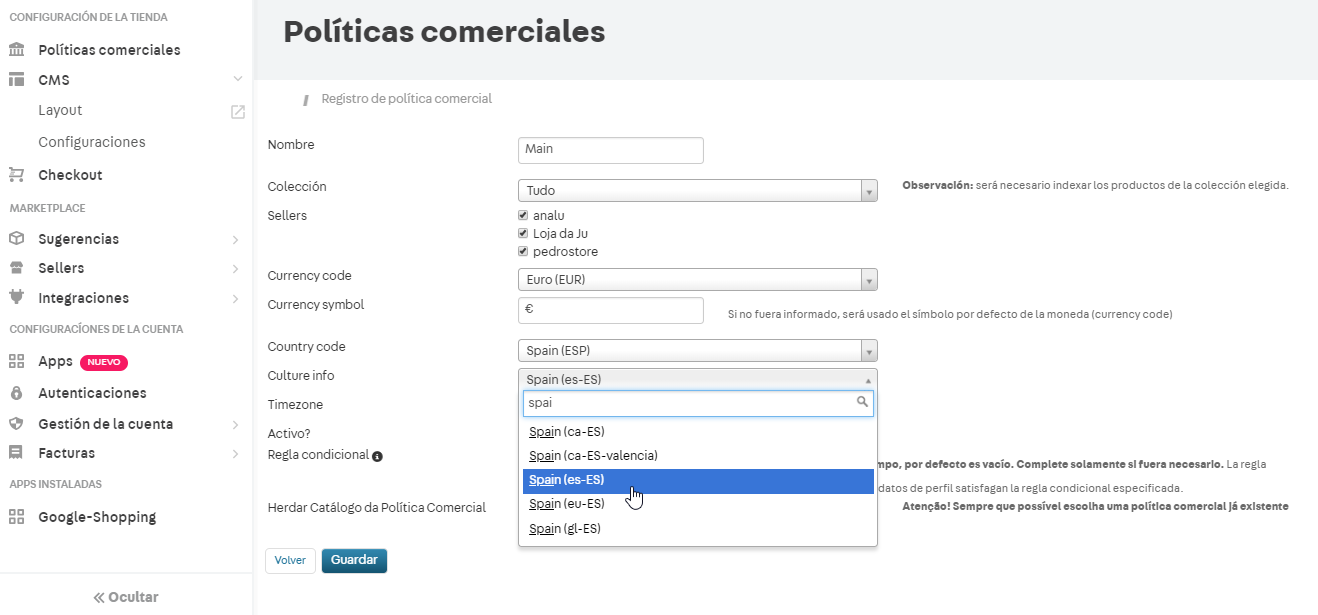 CONFIGURACIÓN DE LA TIENDA
Políticas comerciales
CMS
Layout
Configuraciones
Checkout
MARKETPLACE
Sugerencias
Sellers
Integraciones
CONFIGURACÍONES DE LA CUENTA
Apps NUEVO
Autenticaciones
Gestión de la cuenta
Facturas
APPS INSTALADAS
Google-Shopping
Ocultar
Políticas comerciales
/ Registro de política comercial
Nombre Main
Colección Tudo Observación: será necesario indexar los productos de la colección elegida.
Sellers analu
Loja da Ju
pedrostore
Currency code Euro (EUR)
Currency symbol € Si no fuera informado, será usado el símbolo por defecto de la moneda (currency code)
Country code Spain (ESP)
Culture info Spain (es-ES)
Timezone spai
Activo? Spain (ca-ES)
Regla condicional Spain (ca-ES-valencia)
mpo, por defecto es vacío. Complete solamente si fuera necesario. La regla
Spain (es-ES)
datos de perfil satisfagan la regla condicional especificada.
Herdar Catálogo da Política Comercial Spain (eu-ES) Atenção! Sempre que possível escolha uma política comercial já existente
Spain (gl-ES)
Volver Guardar